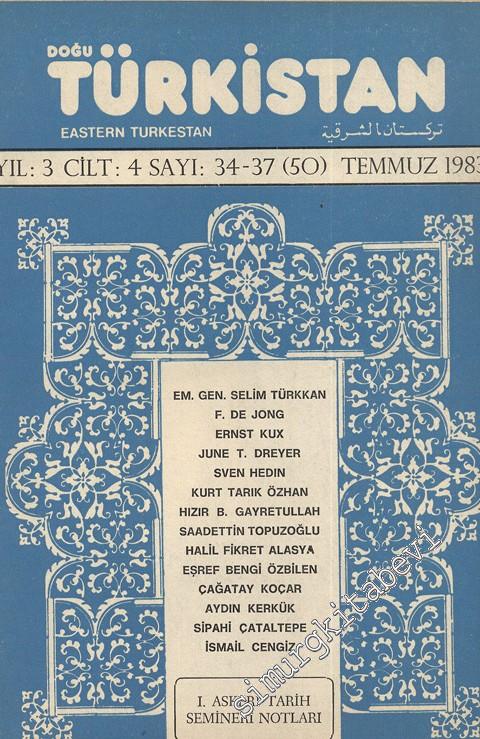 DOĞU
TÜRKİSTAN
EASTERN TURKESTAN
تركستان الشرقية
YIL: 3 CİLT: 4 SAYI: 34-37 (50) TEMMUZ 1983
EM. GEN. SELİM TÜRKKAN
F. DE JONG
ERNST KUX
JUNE T. DREYER
SVEN HEDIN
KURT TARIK ÖZHAN
HIZIR B. GAYRETULLAH
SAADETTİN TOPUZOĞLU
HALİL FİKRET ALASYA
EŞREF BENGİ ÖZBİLEN
ÇAĞATAY KOÇAR
AYDIN KERKÜK
SİPAHİ ÇATALTEPE
İSMAİL CENGİZ
I. ASKERİ TARİH
SEMİNERİ NOTLARI
simurgkitabevi